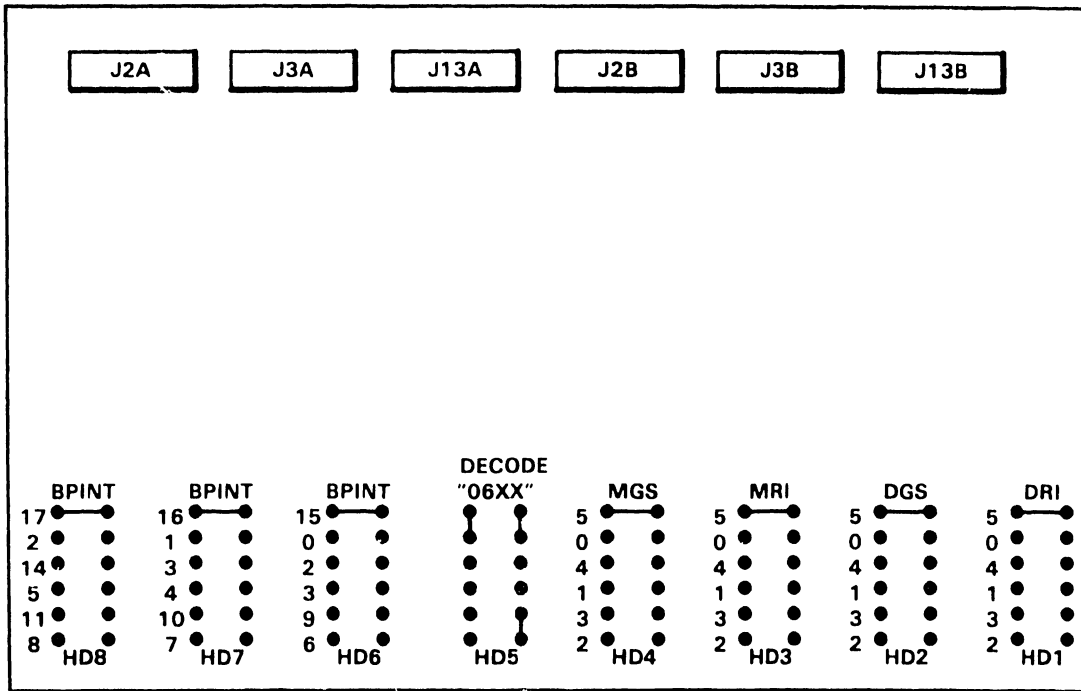 J2A J3A J13A J2B J3B J13B
DECODE
BPINT BPINT BPINT "06XX" MGS MRI DGS DRI
17 16 15 5 5 5 5
2 1 0 0 0 0 0
14 3 2 4 4 4 4
5 4 3 1 1 1 1
11 10 9 3 3 3 3
8 7 6 2 2 2 2
HD8 HD7 HD6 HD5 HD4 HD3 HD2 HD1